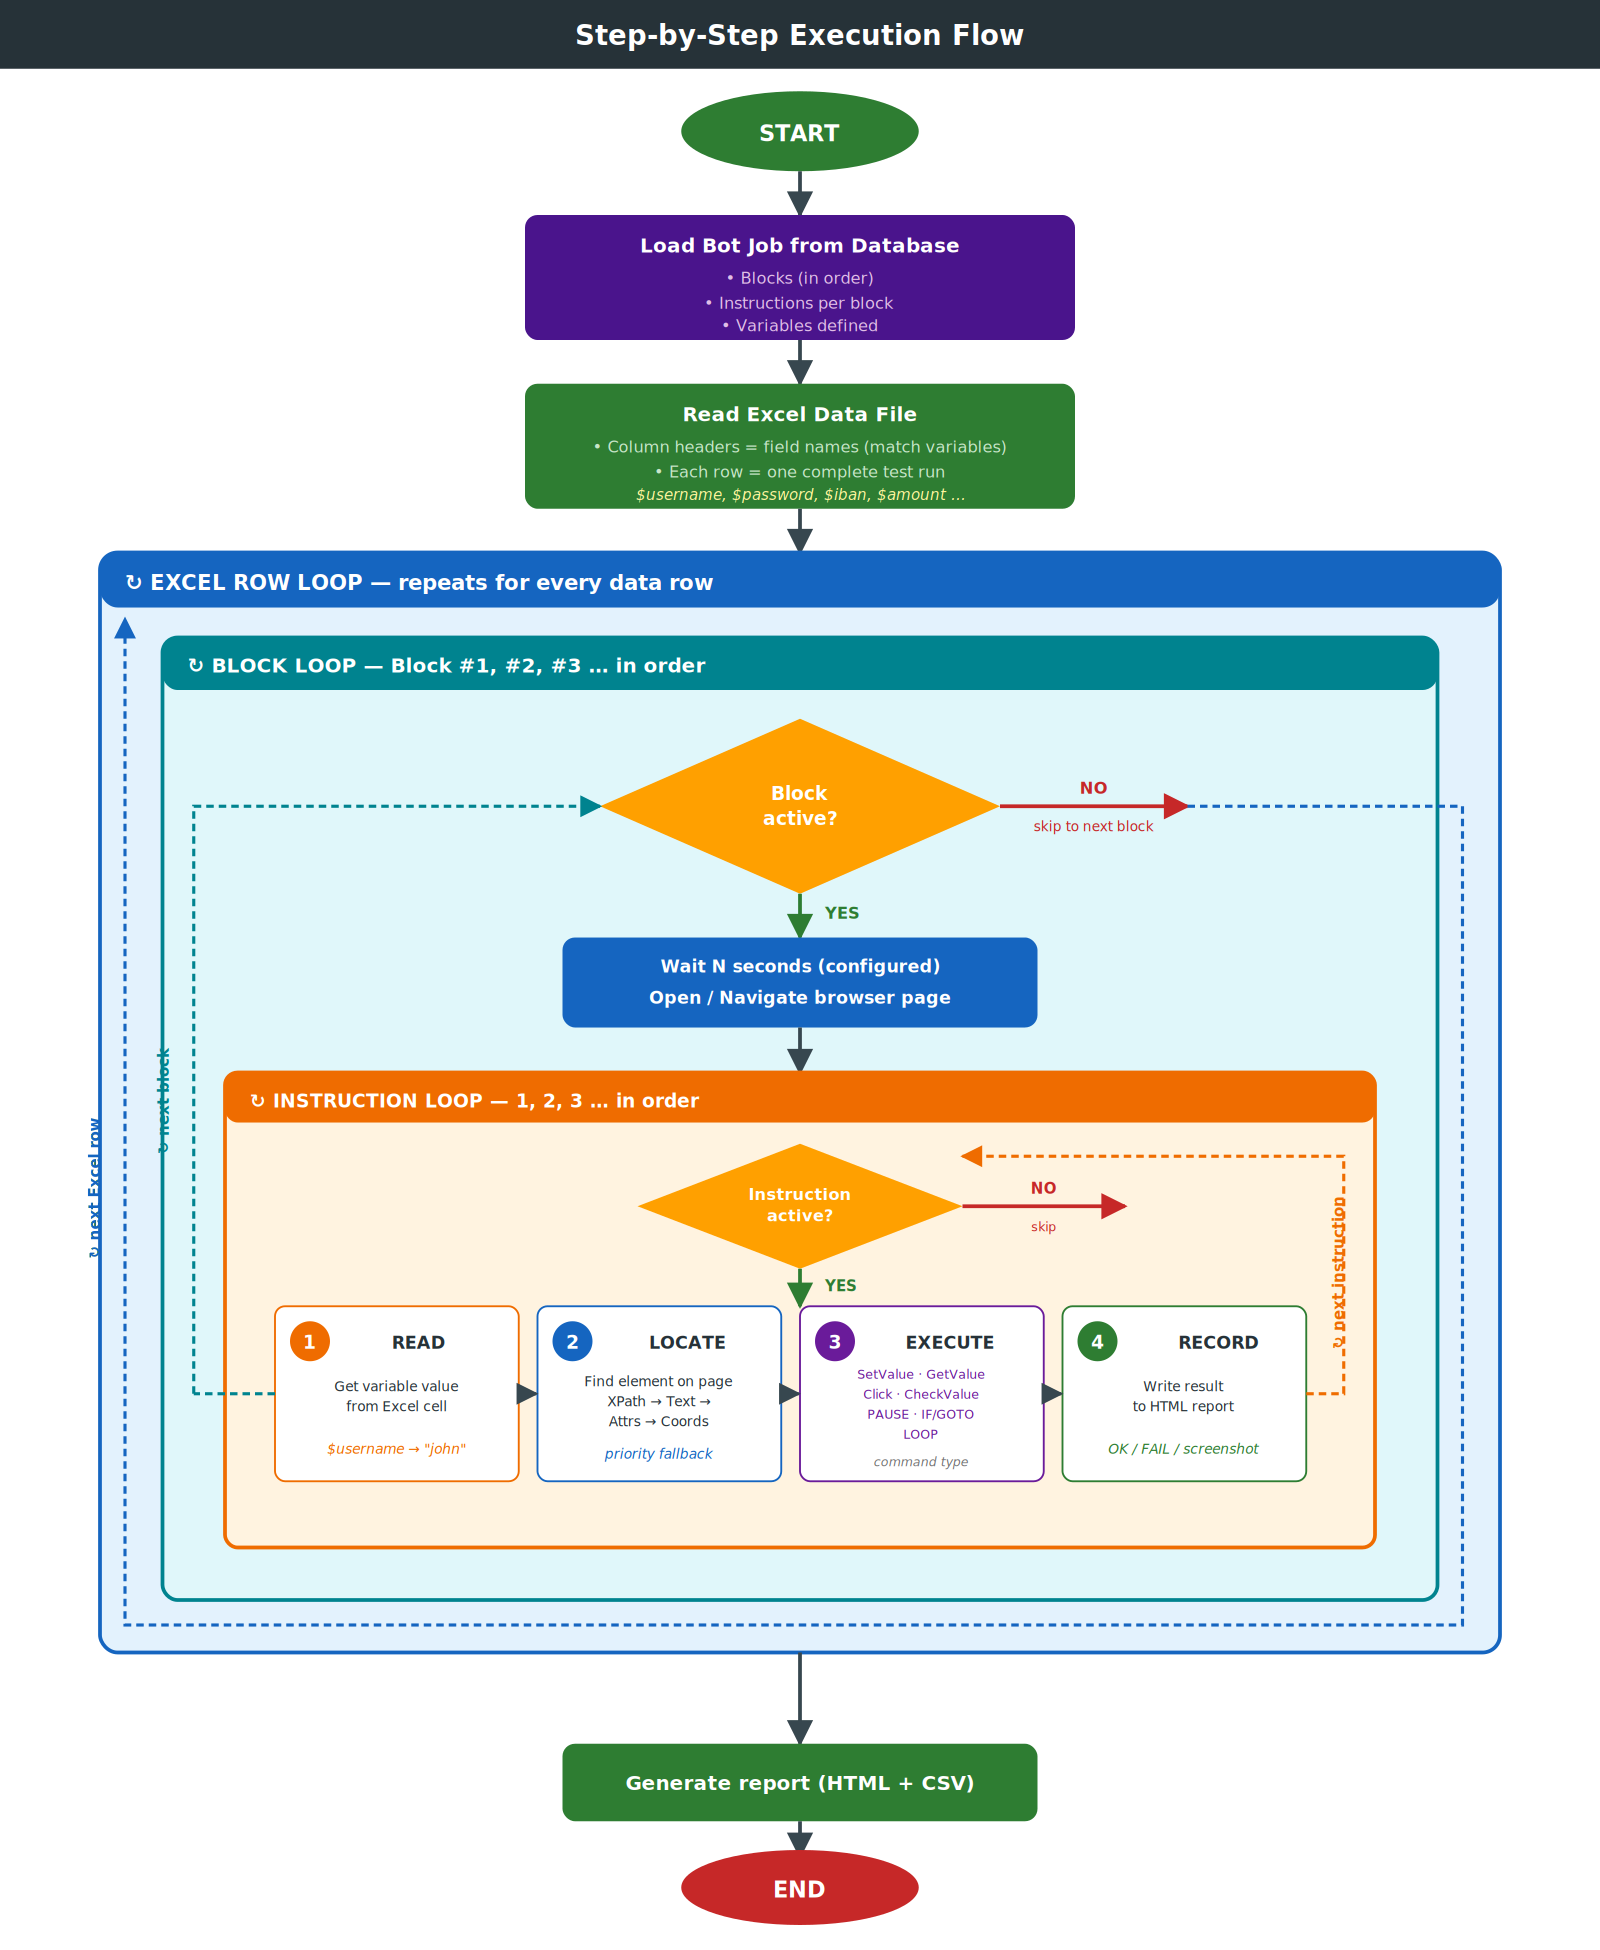 Step-by-Step Execution Flow
START
Load Bot Job from Database
• Blocks (in order)
• Instructions per block
• Variables defined
Read Excel Data File
• Column headers = field names (match variables)
• Each row = one complete test run
$username, $password, $iban, $amount ...
↻ EXCEL ROW LOOP — repeats for every data row
↻ BLOCK LOOP — Block #1, #2, #3 ... in order
Block
active?
NO
skip to next block
YES
Wait N seconds (configured)
Open / Navigate browser page
↻ next block
↻ next Excel row
↻ INSTRUCTION LOOP — 1, 2, 3 ... in order
Instruction
active?
NO
skip
YES
↻ next instruction
1 READ
Get variable value
from Excel cell
$username → "john"
2 LOCATE
Find element on page
XPath → Text →
Attrs → Coords
priority fallback
3 EXECUTE
SetValue · GetValue
Click · CheckValue
PAUSE · IF/GOTO
LOOP
command type
4 RECORD
Write result
to HTML report
OK / FAIL / screenshot
Generate report (HTML + CSV)
END